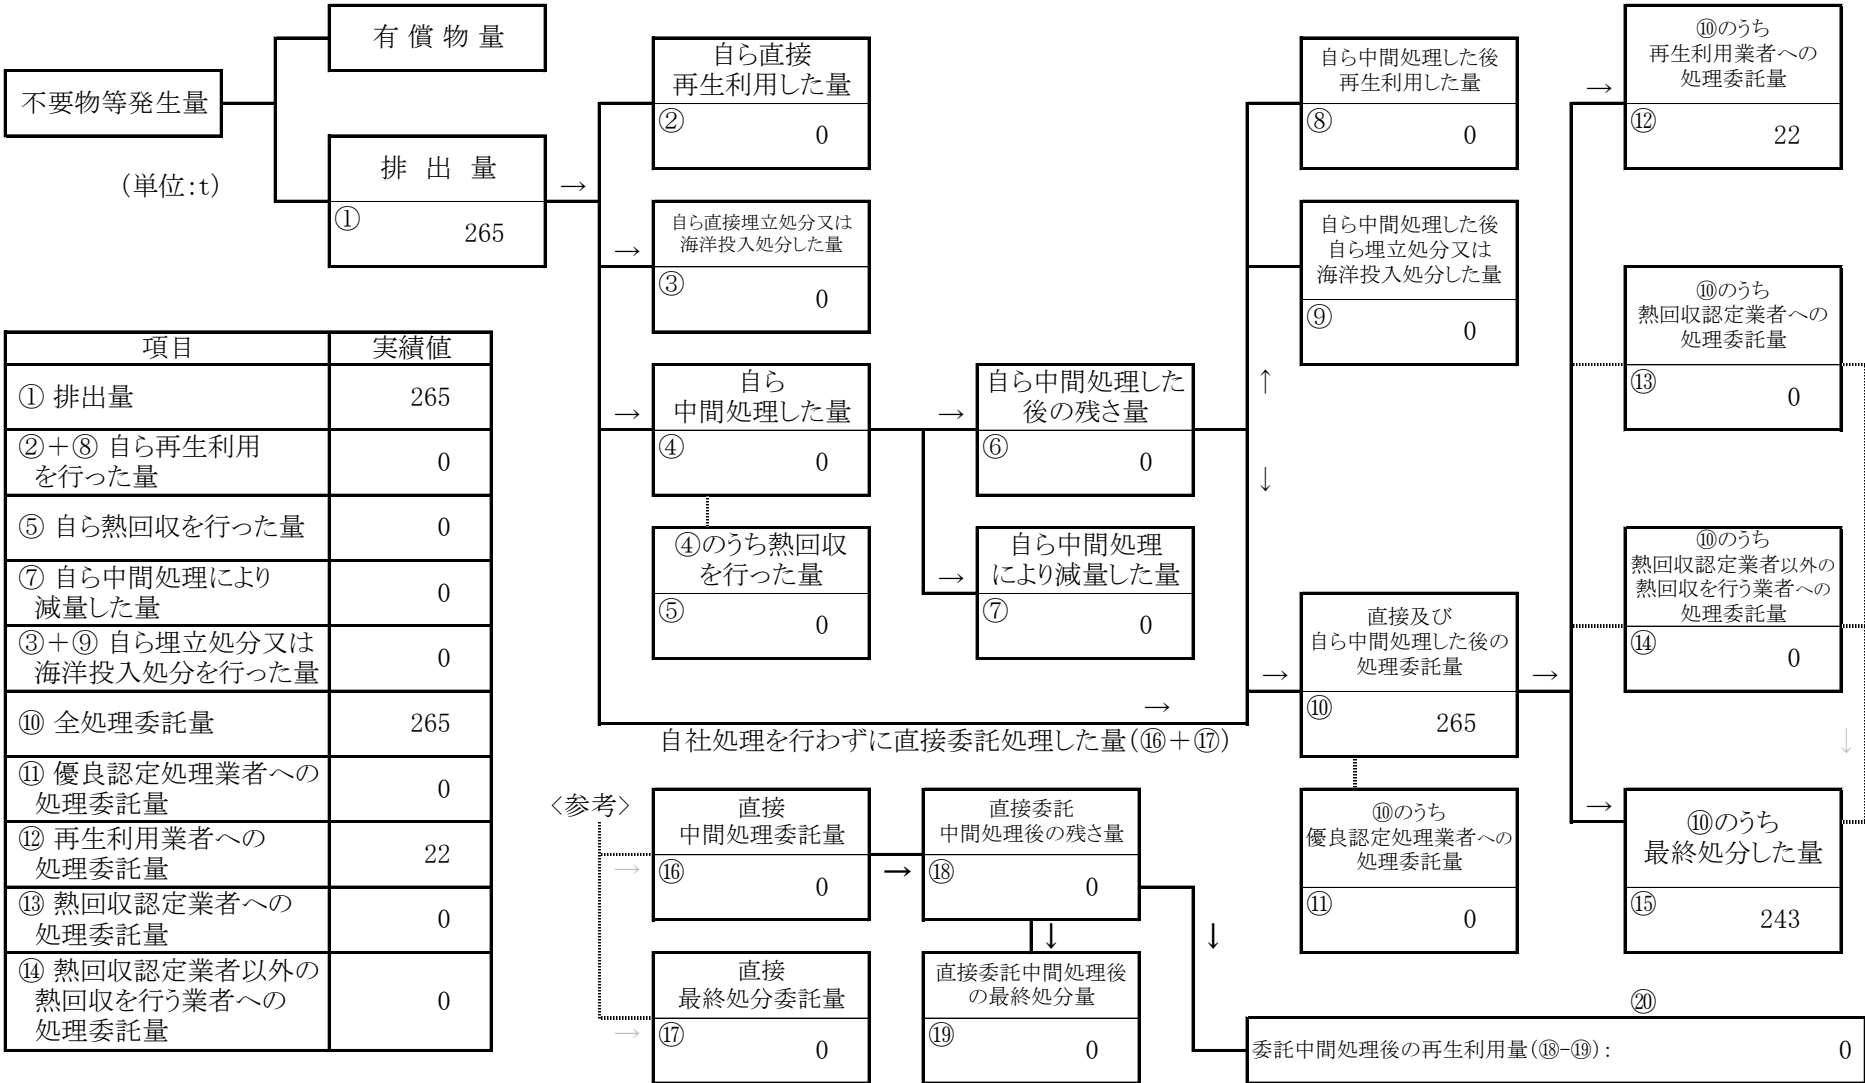 有償物量
不要物等発生量
(単位:t)
排出量
→
①
265
自ら直接
再生利用した量
②
0
→
自ら直接埋立処分又は
海洋投入処分した量
③
0
→
自ら
中間処理した量
④
0
④のうち熱回収
を行った量
⑤
0
→
自ら中間処理した
後の残さ量
⑥
0
→
自ら中間処理
により減量した量
⑦
0
自ら中間処理した後
再生利用した量
⑧
0
自ら中間処理した後
自ら埋立処分又は
海洋投入処分した量
⑨
0
↑
↓
→
自社処理を行わずに直接委託処理した量(⑯+⑰)
→
直接及び
自ら中間処理した後の
処理委託量
⑩
265
→
⑩のうち
優良認定処理業者への
処理委託量
⑪
0
→
⑩のうち
再生利用業者への
処理委託量
⑫
22
⑩のうち
熱回収認定業者への
処理委託量
⑬
0
⑩のうち
熱回収認定業者以外の
熱回収を行う業者への
処理委託量
⑭
0
↓
→
⑩のうち
最終処分した量
⑮
243
項目 実績値
① 排出量 265
②+⑧ 自ら再生利用
を行った量 0
⑤ 自ら熱回収を行った量 0
⑦ 自ら中間処理により
減量した量 0
③+⑨ 自ら埋立処分又は
海洋投入処分を行った量 0
⑩ 全処理委託量 265
⑪ 優良認定処理業者への
処理委託量 0
⑫ 再生利用業者への
処理委託量 22
⑬ 熱回収認定業者への
処理委託量 0
⑭ 熱回収認定業者以外の
熱回収を行う業者への
処理委託量 0
<参考>
→
直接
中間処理委託量
⑯
0
→
直接委託
中間処理後の残さ量
⑱
0
↓
↓
→
直接
最終処分委託量
⑰
0
直接委託中間処理後
の最終処分量
⑲
0
⑳
委託中間処理後の再生利用量(⑱-⑲): 0